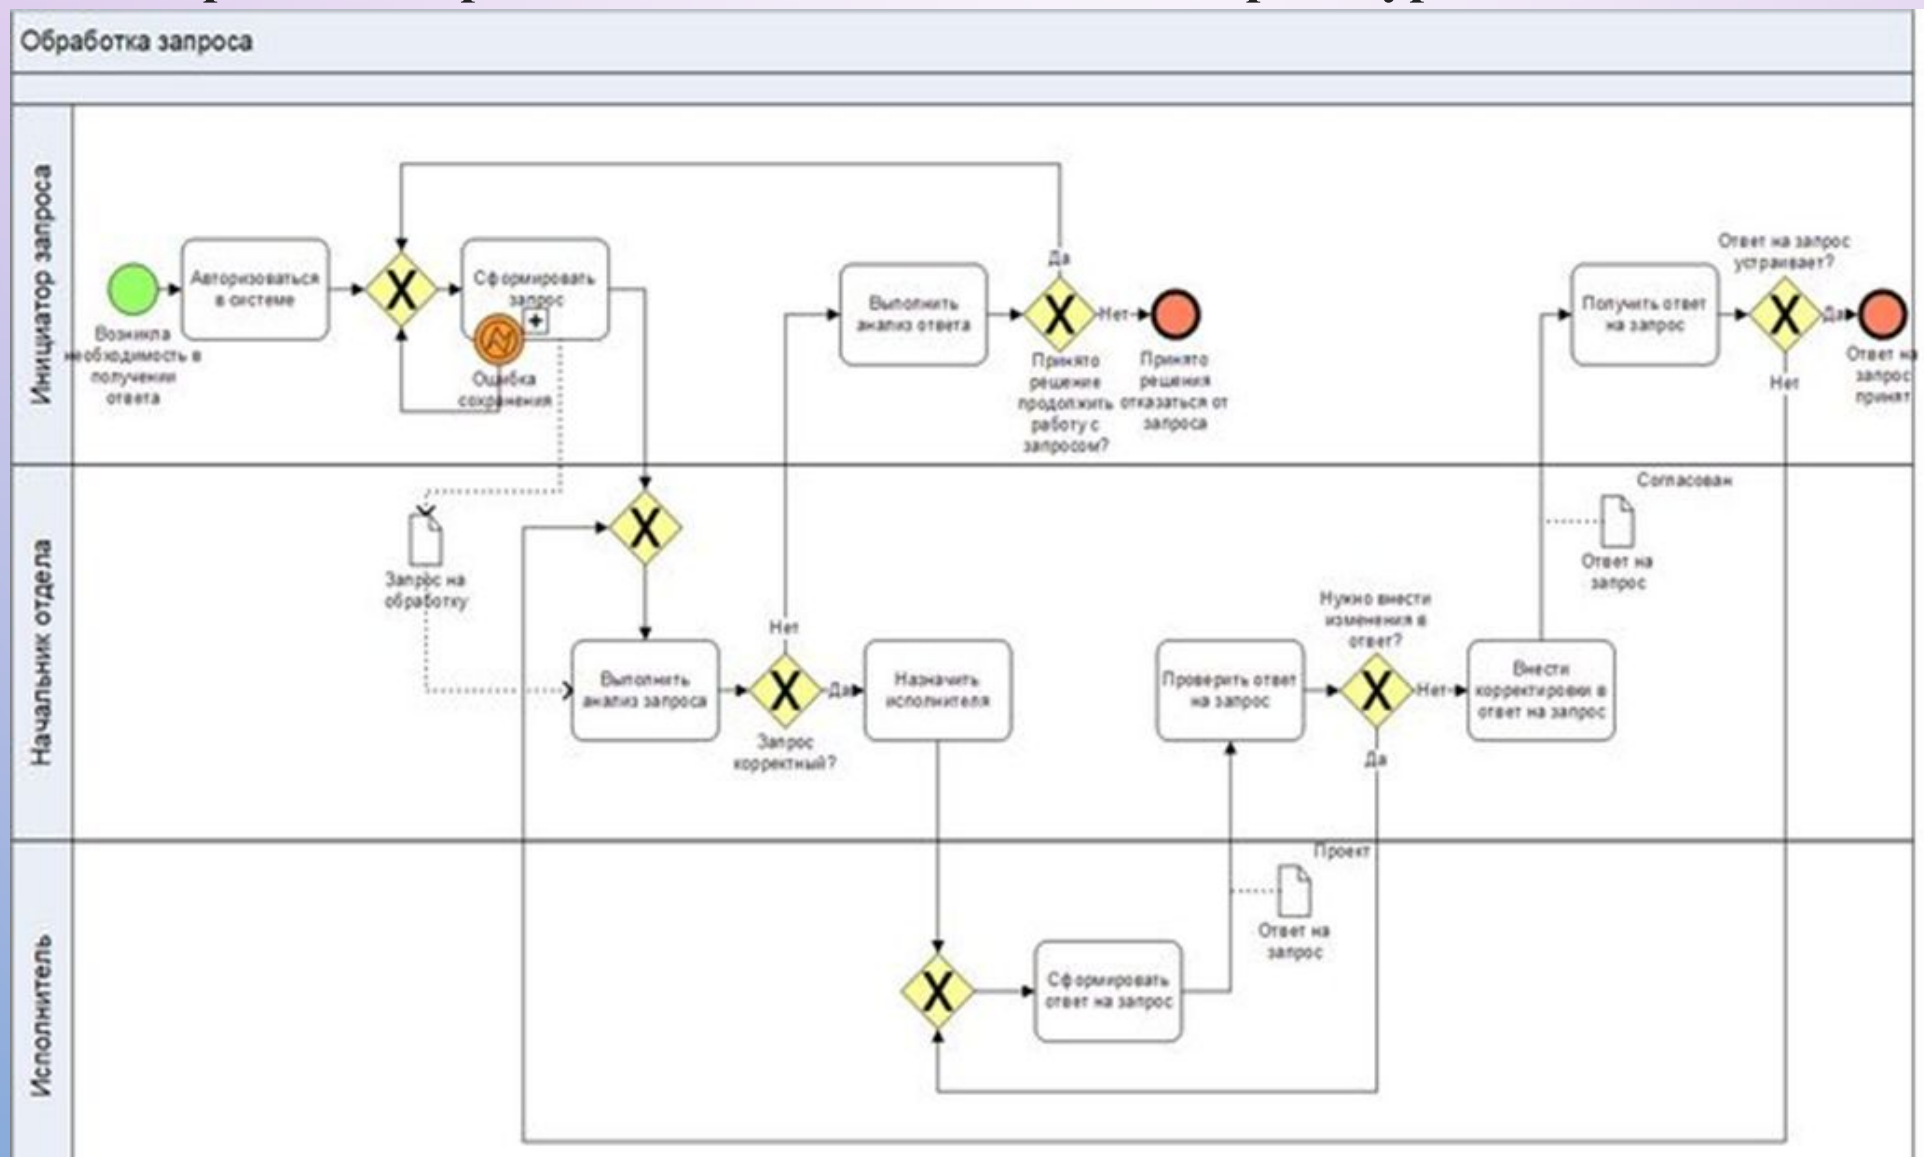 Обработка запроса
Инициатор запроса
Возникла
необходимость в
получении
ответа
Авторизоваться
в системе
X
Сформировать
запрос
Ошибка
сохранения
Выполнить
анализ ответа
Да
X
Нет
Принято
решение
продолжить
работу с
запросом?
Принято
решения
отказаться от
запроса
Получить ответ
на запрос
Ответ на запрос
устраивает?
X
Да
Нет
Ответ на
запрос
принят
Начальник отдела
Запрос на
обработку
X
Выполнить
анализ запроса
Нет
X
Да
Запрос
корректный?
Назначить
исполнителя
Проверить ответ
на запрос
Нужно внести
изменения в
ответ?
X
Нет
Да
Внести
корректировки в
ответ на запрос
Согласован
Ответ на
запрос
Исполнитель
X
Сформировать
ответ на запрос
Проект
Ответ на
запрос